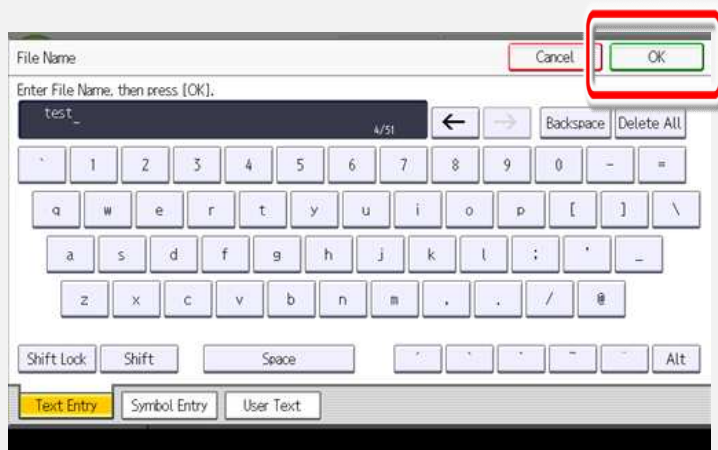 File Name Cancel OK
Enter File Name, then press [OK].
test_ 4/51 ← → Backspace Delete All
` 1 2 3 4 5 6 7 8 9 0 - =
q w e r t y u i o p [ ] \
a s d f g h j k l ; ' _
z x c v b n m , . / @
Shift Lock Shift Space ´ ` ^ ~ ¨ Alt
Text Entry Symbol Entry User Text